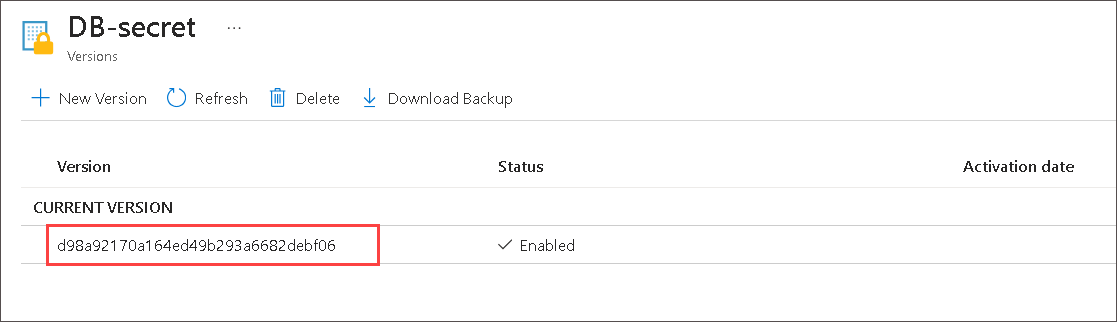 DB-secret ...
Versions
New Version Refresh Delete Download Backup
Version Status Activation date
CURRENT VERSION
d98a92170a164ed49b293a6682debf06 Enabled